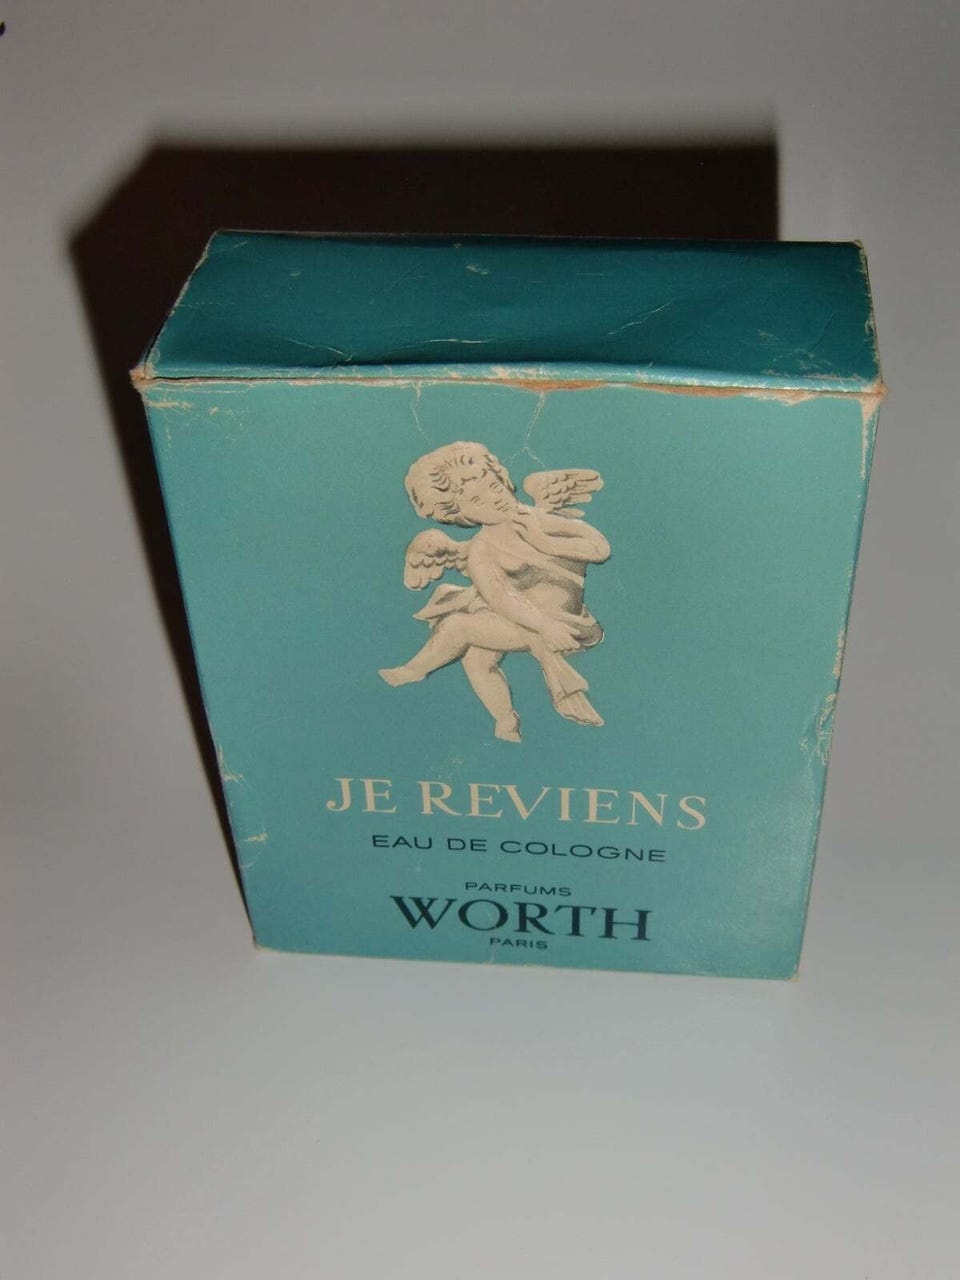 JE REVIENS
EAU DE COLOGNE
PARFUMS
WORTH
PARIS